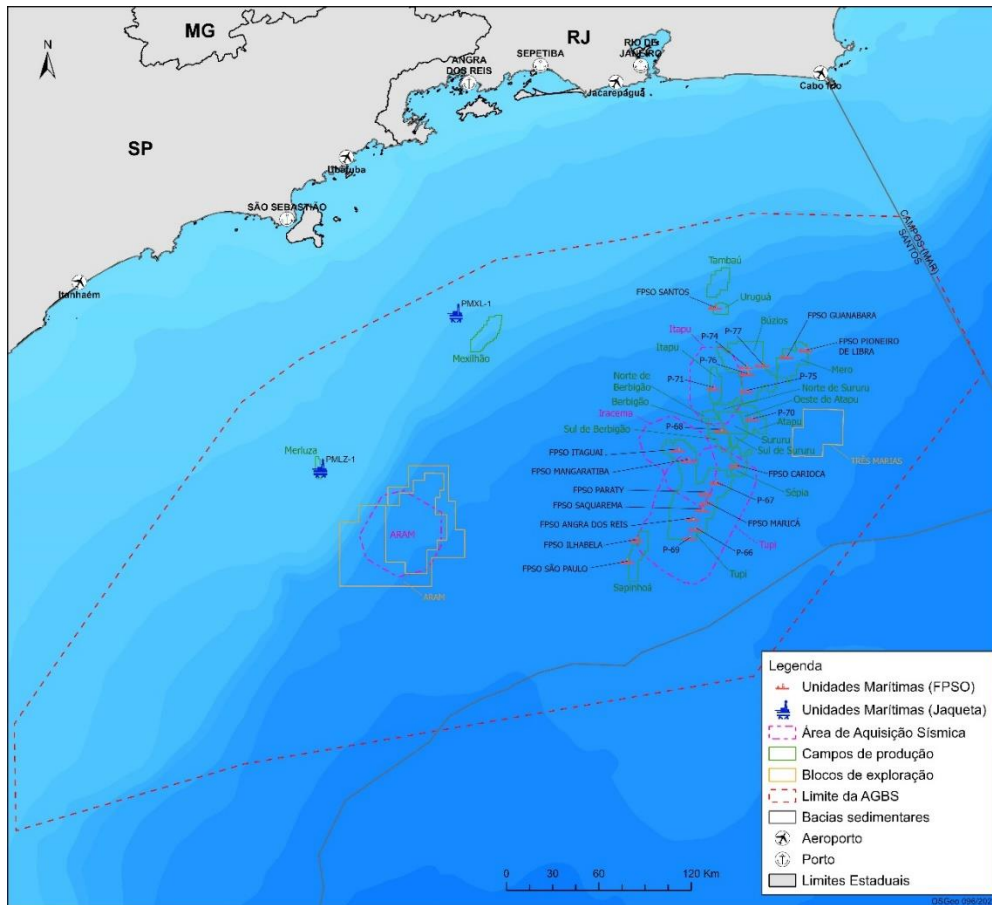 MG
RJ
N
RIO DE
JANEIRO
SEPETIBA
ANGRA
DOS REIS
Jacarepaguá
Cabo Frio
SP
Ubatuba
SÃO SEBASTIÃO
CAMPOS (MAR)
SANTOS
Itanhaém
Tambaú
FPSO SANTOS
Uruguá
PMXL-1
Mexilhão
P-77
Búzios
FPSO GUANABARA
P-74
Itapu
FPSO PIONEIRO
DE LIBRA
Itapu
P-76
Mero
P-75
Norte de
Berbigão
P-71
Norte de Sururu
Oeste de Atapu
Berbigão
P-70
Iracema
Atapu
P-68
Sul de Berbigão
Sururu
Sul de Sururu
TRÊS MARIAS
Merluza
PMLZ-1
FPSO ITAGUAI
FPSO MANGARATIBA
FPSO CARIOCA
Sépia
FPSO PARATY
P-67
FPSO SAQUAREMA
FPSO MARICÁ
FPSO ANGRA DOS REIS
ARAM
FPSO ILHABELA
Tupi
P-69
P-66
FPSO SÃO PAULO
Tupi
Sapinhoá
ARAM
Legenda
Unidades Marítimas (FPSO)
Unidades Marítimas (Jaqueta)
Área de Aquisição Sísmica
Campos de produção
Blocos de exploração
Limite da AGBS
Bacias sedimentares
Aeroporto
Porto
Limites Estaduais
0 30 60 120 KM